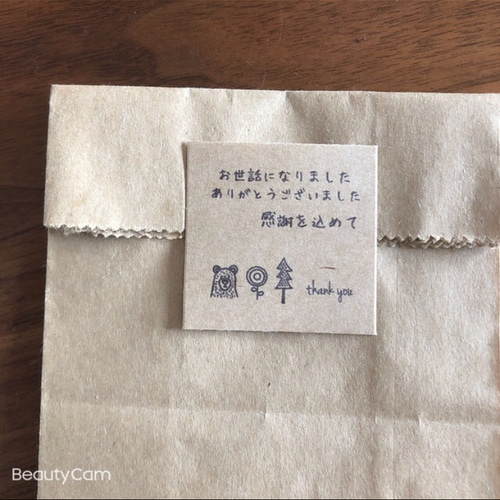 お世話になりました
ありがとうございました
感謝を込めて
thank you
BeautyCam